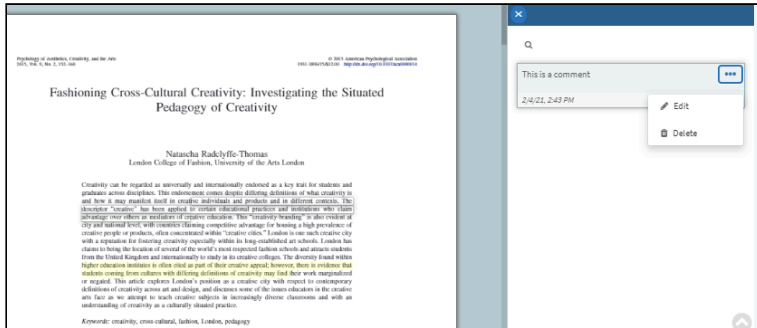 Psychology of Aesthetics, Creativity, and the Arts
2015, Vol. 9, No. 2, 152-160
© 2015 American Psychological Association
Fashioning Cross-Cultural Creativity: Investigating the Situated
Pedagogy of Creativity
Natascha Radclyffe-Thomas
London College of Fashion, University of the Arts London
Creativity can be regarded as universally and internationally endorsed as a key trait for students and
graduates across disciplines. This endorsement comes despite differing definitions of what creativity is
and how it may manifest itself in creative individuals and products and in different contexts. The
descriptor "creative" has been applied to certain educational practices and institutions who claim
advantage over others as mediators of creative education. This "creativity-branding" is also evident at
city and national level, with countries claiming competitive advantage for housing a high prevalence of
creative people or products, often concentrated within "creative cities." London is one such creative city
with a reputation for fostering creativity especially within its long-established art schools. London has
claims to being the location of several of the world's most respected fashion schools and attracts students
from the United Kingdom and internationally to study in its creative colleges. The diversity found within
higher education institutes is often cited as part of their creative appeal; however, there is evidence that
students coming from cultures with differing definitions of creativity may find their work marginalized
or negated. This article explores London's position as a creative city with respect to contemporary
definitions of creativity across art and design, and discusses some of the issues educators in the creative
arts face as we attempt to teach creative subjects in increasingly diverse classrooms and with an
understanding of creativity as a culturally situated practice.
Keywords: creativity, cross-cultural, fashion, London, pedagogy
This is a comment
2/4/21, 2:43 PM
Edit
Delete